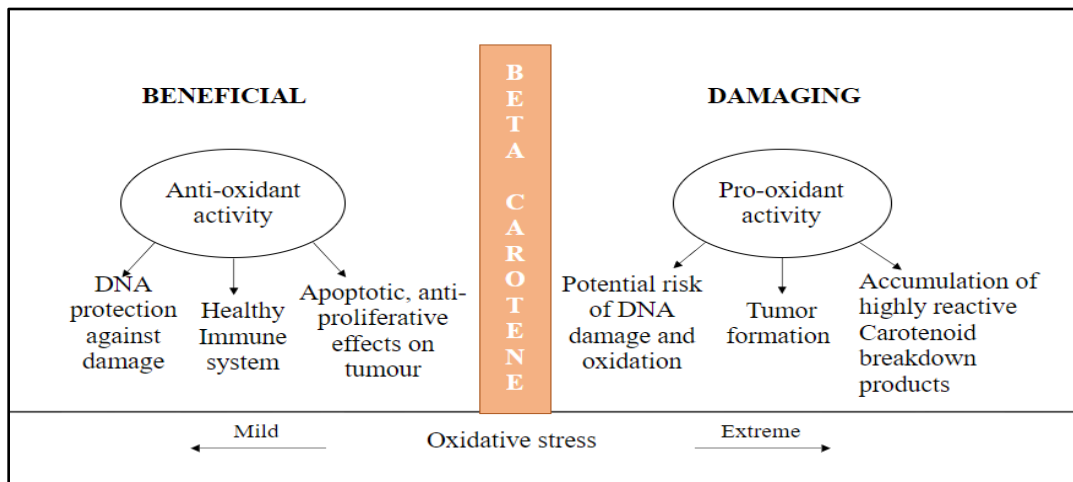 BENEFICIAL
Anti-oxidant
activity
DNA
protection
against
damage
Healthy
Immune
system
Apoptotic, anti-
proliferative
effects on
tumour
BETA CAROTENE
DAMAGING
Pro-oxidant
activity
Potential risk
of DNA
damage and
oxidation
Tumor
formation
Accumulation of
highly reactive
Carotenoid
breakdown
products
Mild
Oxidative stress
Extreme